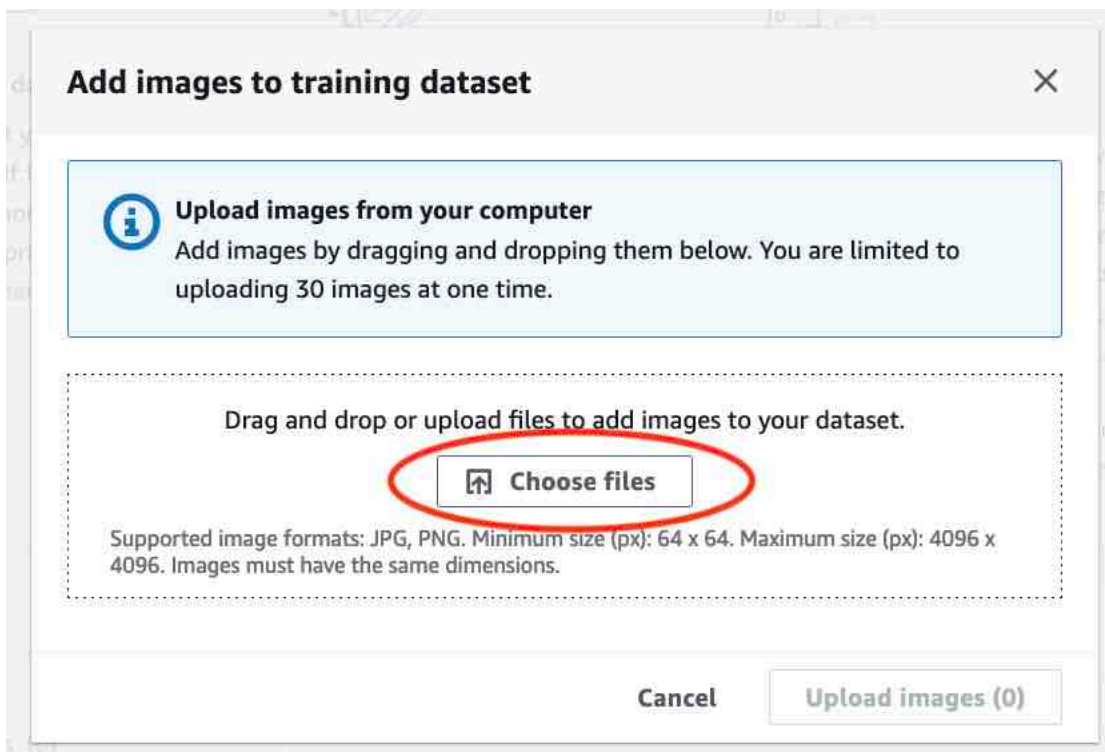 Add images to training dataset
Upload images from your computer
Add images by dragging and dropping them below. You are limited to
uploading 30 images at one time.
Drag and drop or upload files to add images to your dataset.
Choose files
Supported image formats: JPG, PNG. Minimum size (px): 64 x 64. Maximum size (px): 4096 x
4096. Images must have the same dimensions.
Cancel
Upload images (0)